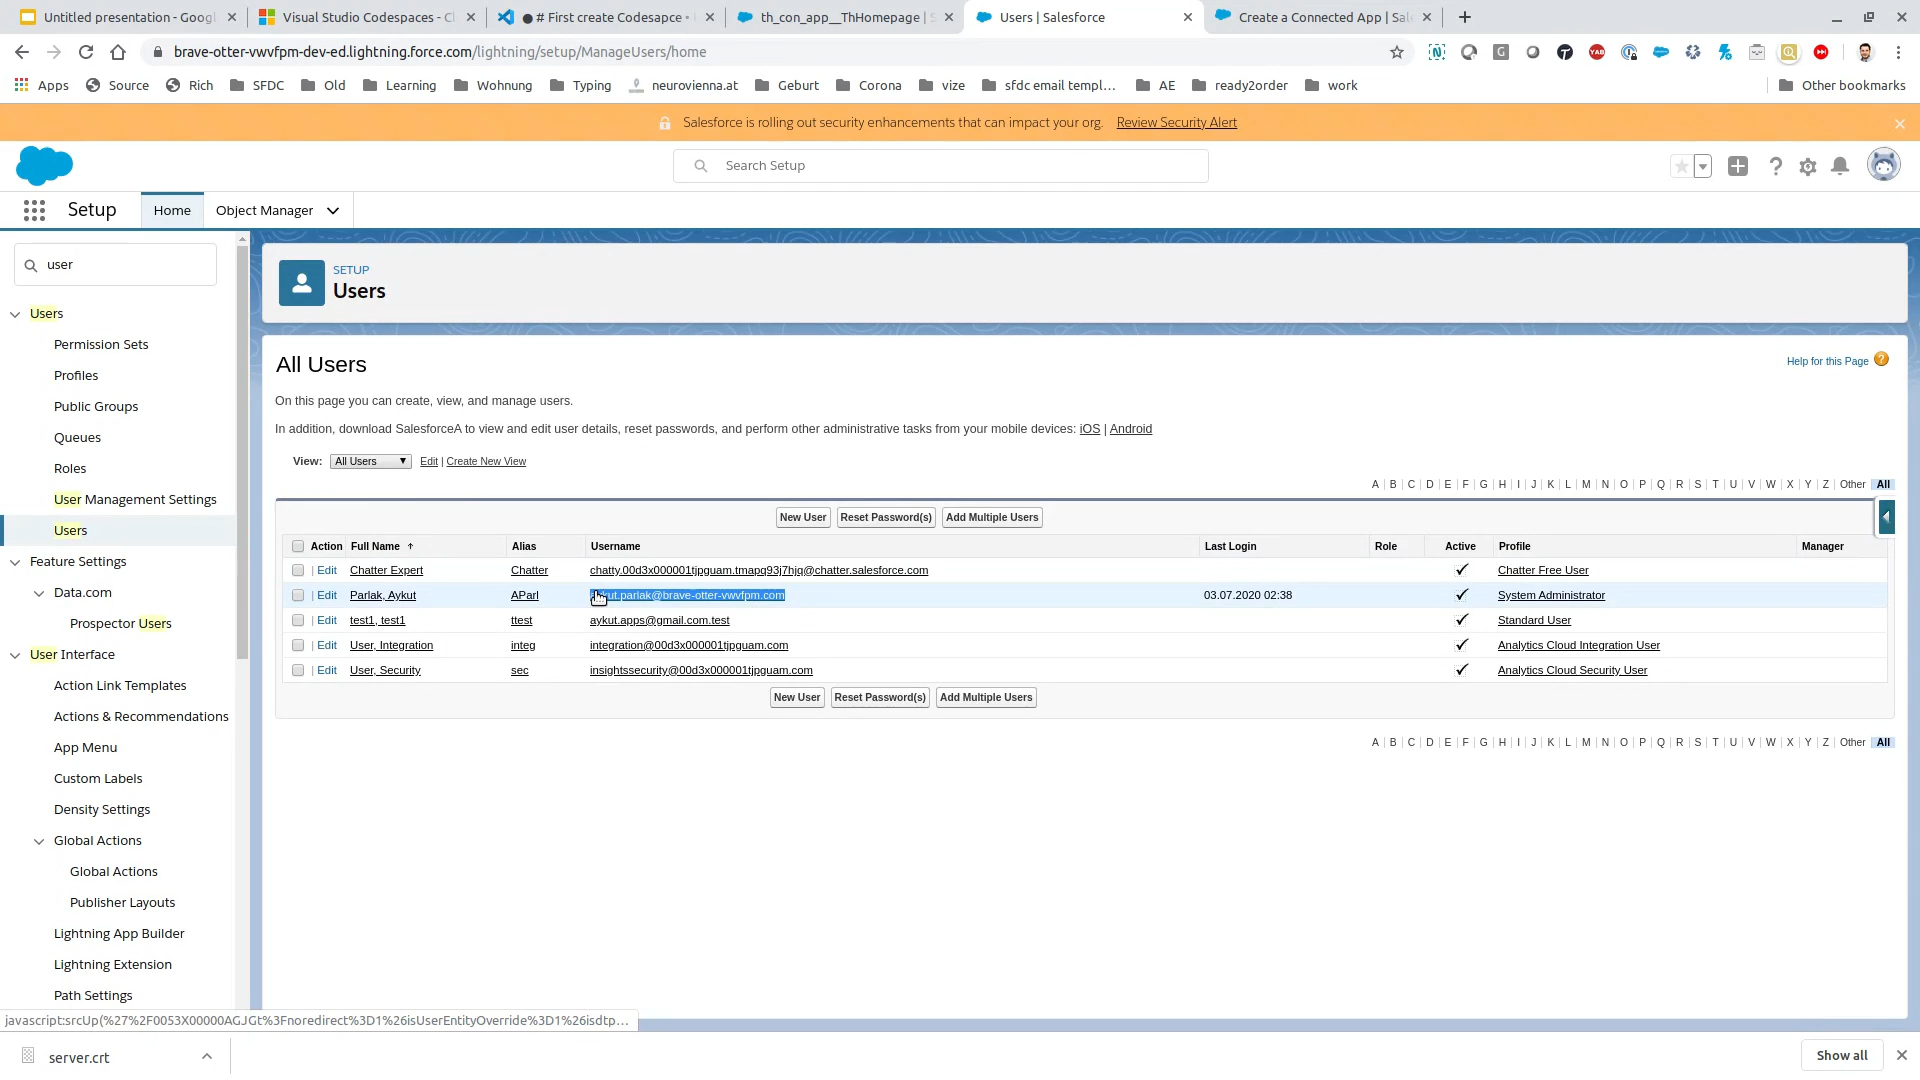 Untitled presentation - Googl
Visual Studio Codespaces - C
● # First create Codesapce •
th_con_app__ThHomepage | S
Users | Salesforce
Create a Connected App | Sal
brave-otter-vwvfpm-dev-ed.lightning.force.com/lightning/setup/ManageUsers/home
Apps
Source
Rich
SFDC
Old
Learning
Wohnung
Typing
neurovienna.at
Geburt
Corona
vize
sfdc email templ...
AE
ready2order
work
Other bookmarks
Salesforce is rolling out security enhancements that can impact your org. Review Security Alert
Search Setup
Setup
Home
Object Manager
user
Users
Permission Sets
Profiles
Public Groups
Queues
Roles
User Management Settings
Users
Feature Settings
Data.com
Prospector Users
User Interface
Action Link Templates
Actions & Recommendations
App Menu
Custom Labels
Density Settings
Global Actions
Global Actions
Publisher Layouts
Lightning App Builder
Lightning Extension
Path Settings
SETUP
Users
All Users
Help for this Page
On this page you can create, view, and manage users.
In addition, download SalesforceA to view and edit user details, reset passwords, and perform other administrative tasks from your mobile devices: iOS | Android
View: All Users Edit | Create New View
A | B | C | D | E | F | G | H | I | J | K | L | M | N | O | P | Q | R | S | T | U | V | W | X | Y | Z | Other All
New User Reset Password(s) Add Multiple Users
Action Full Name Alias Username Last Login Role Active Profile Manager
| Edit Chatter Expert Chatter chatty.00d3x000001tjpguam.tmapq93j7hjq@chatter.salesforce.com Chatter Free User
| Edit Parlak, Aykut AParl ut.parlak@brave-otter-vwvfpm.com 03.07.2020 02:38 System Administrator
| Edit test1, test1 ttest aykut.apps@gmail.com.test Standard User
| Edit User, Integration integ integration@00d3x000001tjpguam.com Analytics Cloud Integration User
| Edit User, Security sec insightssecurity@00d3x000001tjpguam.com Analytics Cloud Security User
New User Reset Password(s) Add Multiple Users
A | B | C | D | E | F | G | H | I | J | K | L | M | N | O | P | Q | R | S | T | U | V | W | X | Y | Z | Other All
javascript:srcUp(%27%2F0053X00000AGJGt%3Fnoredirect%3D1%26isUserEntityOverride%3D1%26isdtp...
server.crt
Show all